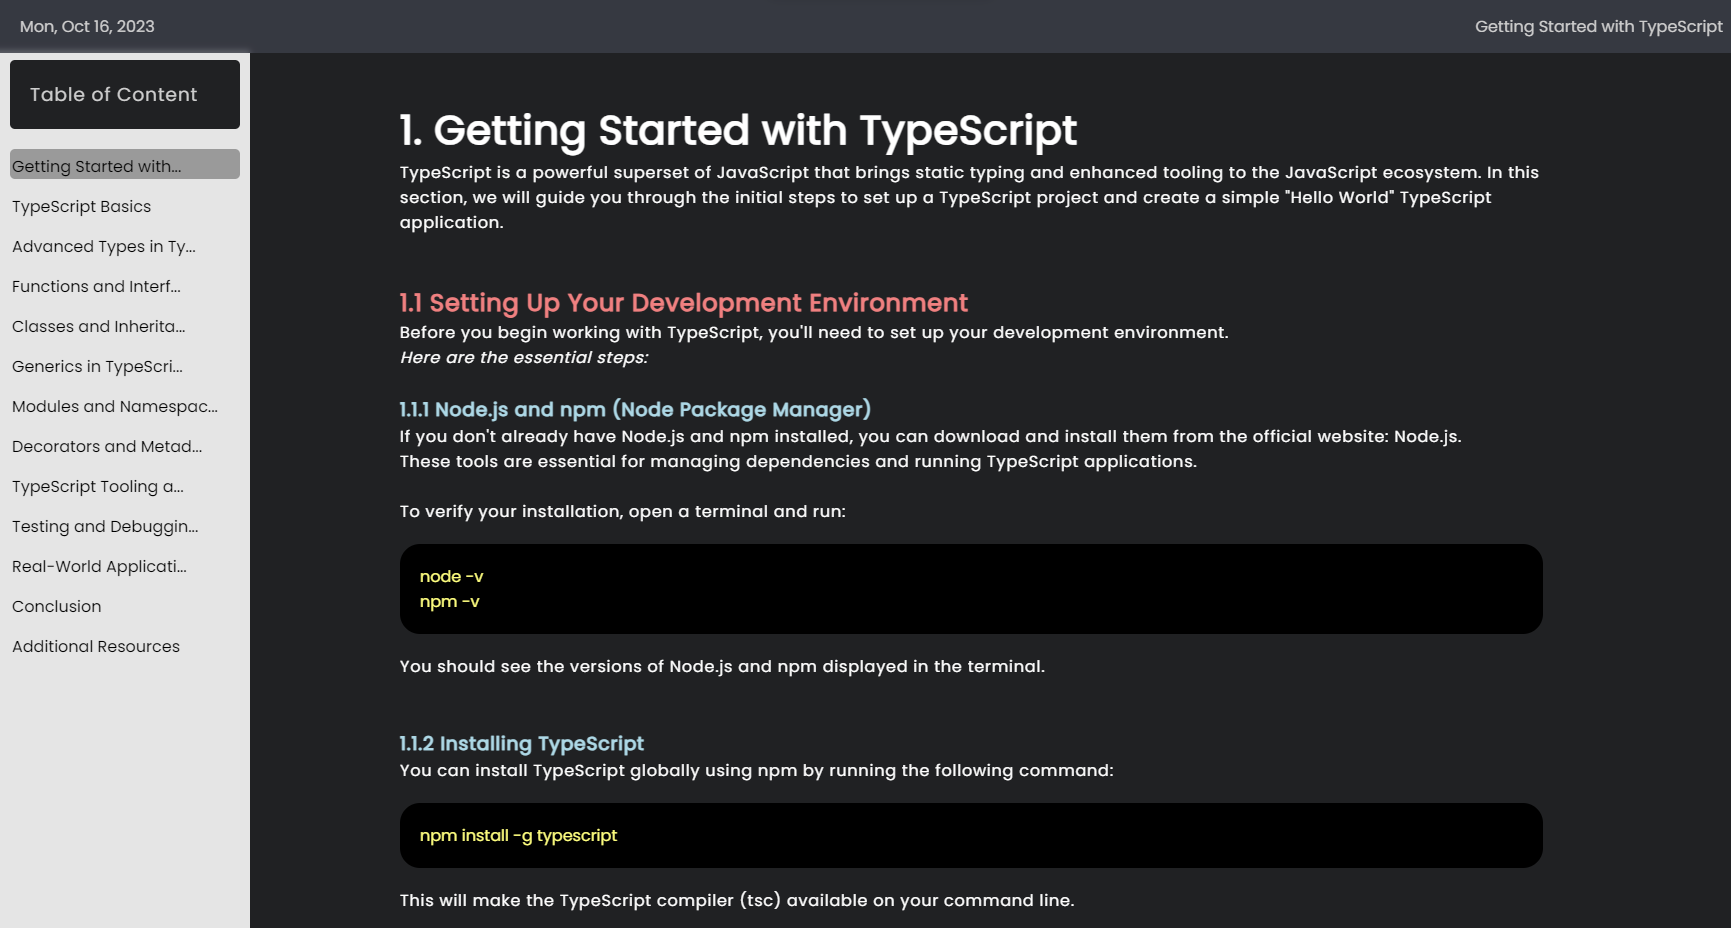 Mon, Oct 16, 2023
Getting Started with TypeScript
Table of Content
Getting Started with...
TypeScript Basics
Advanced Types in Ty...
Functions and Interf...
Classes and Inherita...
Generics in TypeScri...
Modules and Namespac...
Decorators and Metad...
TypeScript Tooling a...
Testing and Debuggin...
Real-World Applicati...
Conclusion
Additional Resources
1. Getting Started with TypeScript
TypeScript is a powerful superset of JavaScript that brings static typing and enhanced tooling to the JavaScript ecosystem. In this
section, we will guide you through the initial steps to set up a TypeScript project and create a simple "Hello World" TypeScript
application.
1.1 Setting Up Your Development Environment
Before you begin working with TypeScript, you'll need to set up your development environment.
Here are the essential steps:
1.1.1 Node.js and npm (Node Package Manager)
If you don't already have Node.js and npm installed, you can download and install them from the official website: Node.js.
These tools are essential for managing dependencies and running TypeScript applications.
To verify your installation, open a terminal and run:
node -v
npm -v
You should see the versions of Node.js and npm displayed in the terminal.
1.1.2 Installing TypeScript
You can install TypeScript globally using npm by running the following command:
npm install -g typescript
This will make the TypeScript compiler (tsc) available on your command line.